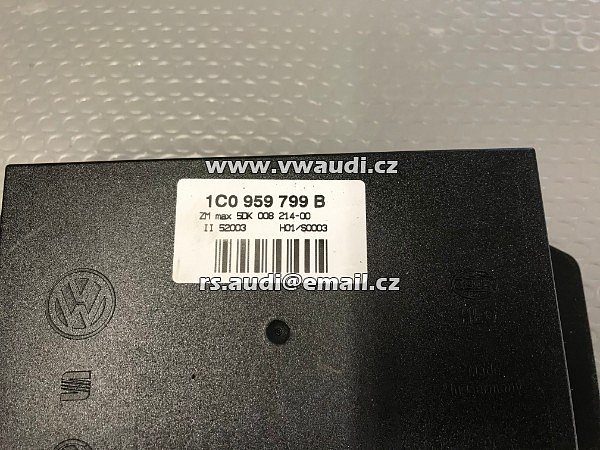 www.vwaudi.cz
1C0 959 799 B
ZM max 5DK 008 214-00
II 52003 H01/S0003
rs.audi@email.cz